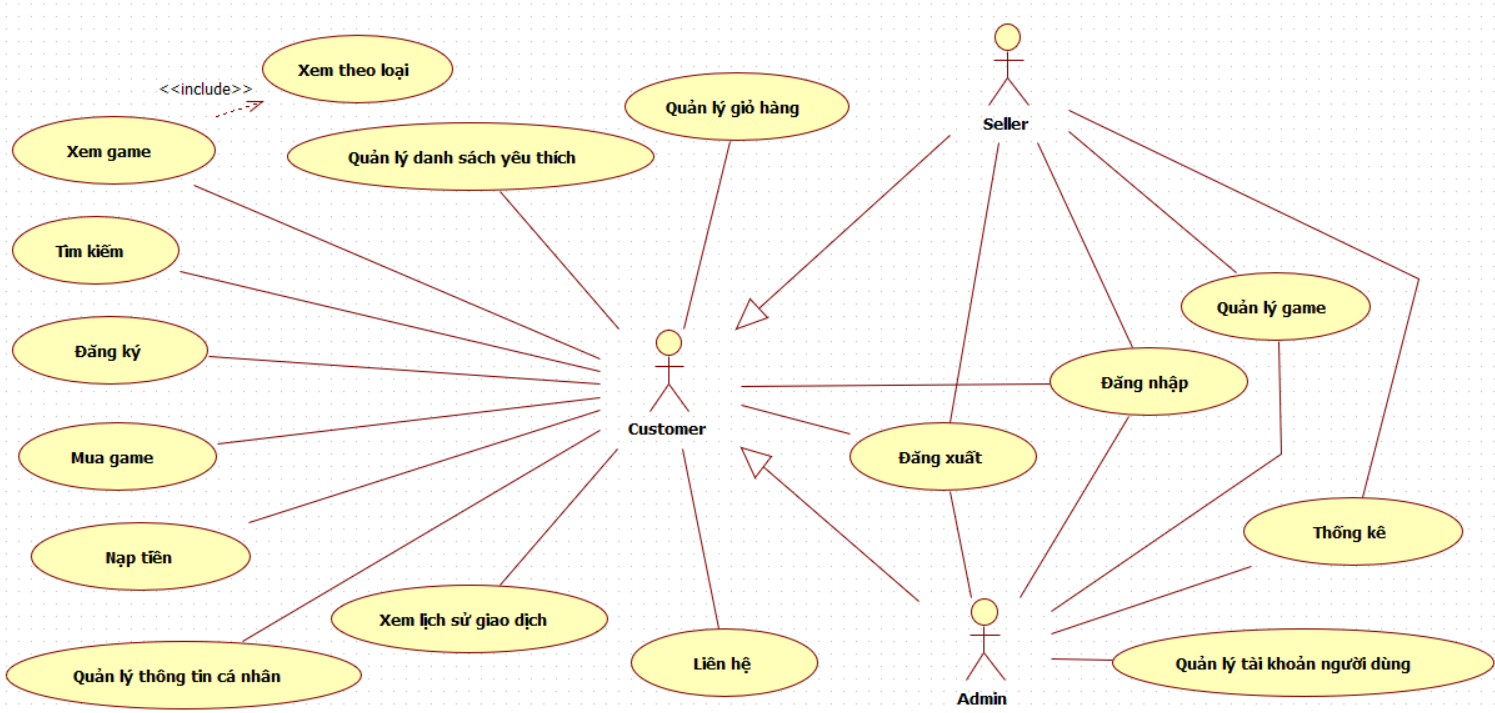 Xem theo loại
<<include>>
Quản lý giỏ hàng
Seller
Xem game
Quản lý danh sách yêu thích
Tìm kiếm
Quản lý game
Đăng ký
Đăng nhập
Customer
Mua game
Đăng xuất
Thống kê
Nạp tiền
Xem lịch sử giao dịch
Liên hệ
Quản lý tài khoản người dùng
Quản lý thông tin cá nhân
Admin